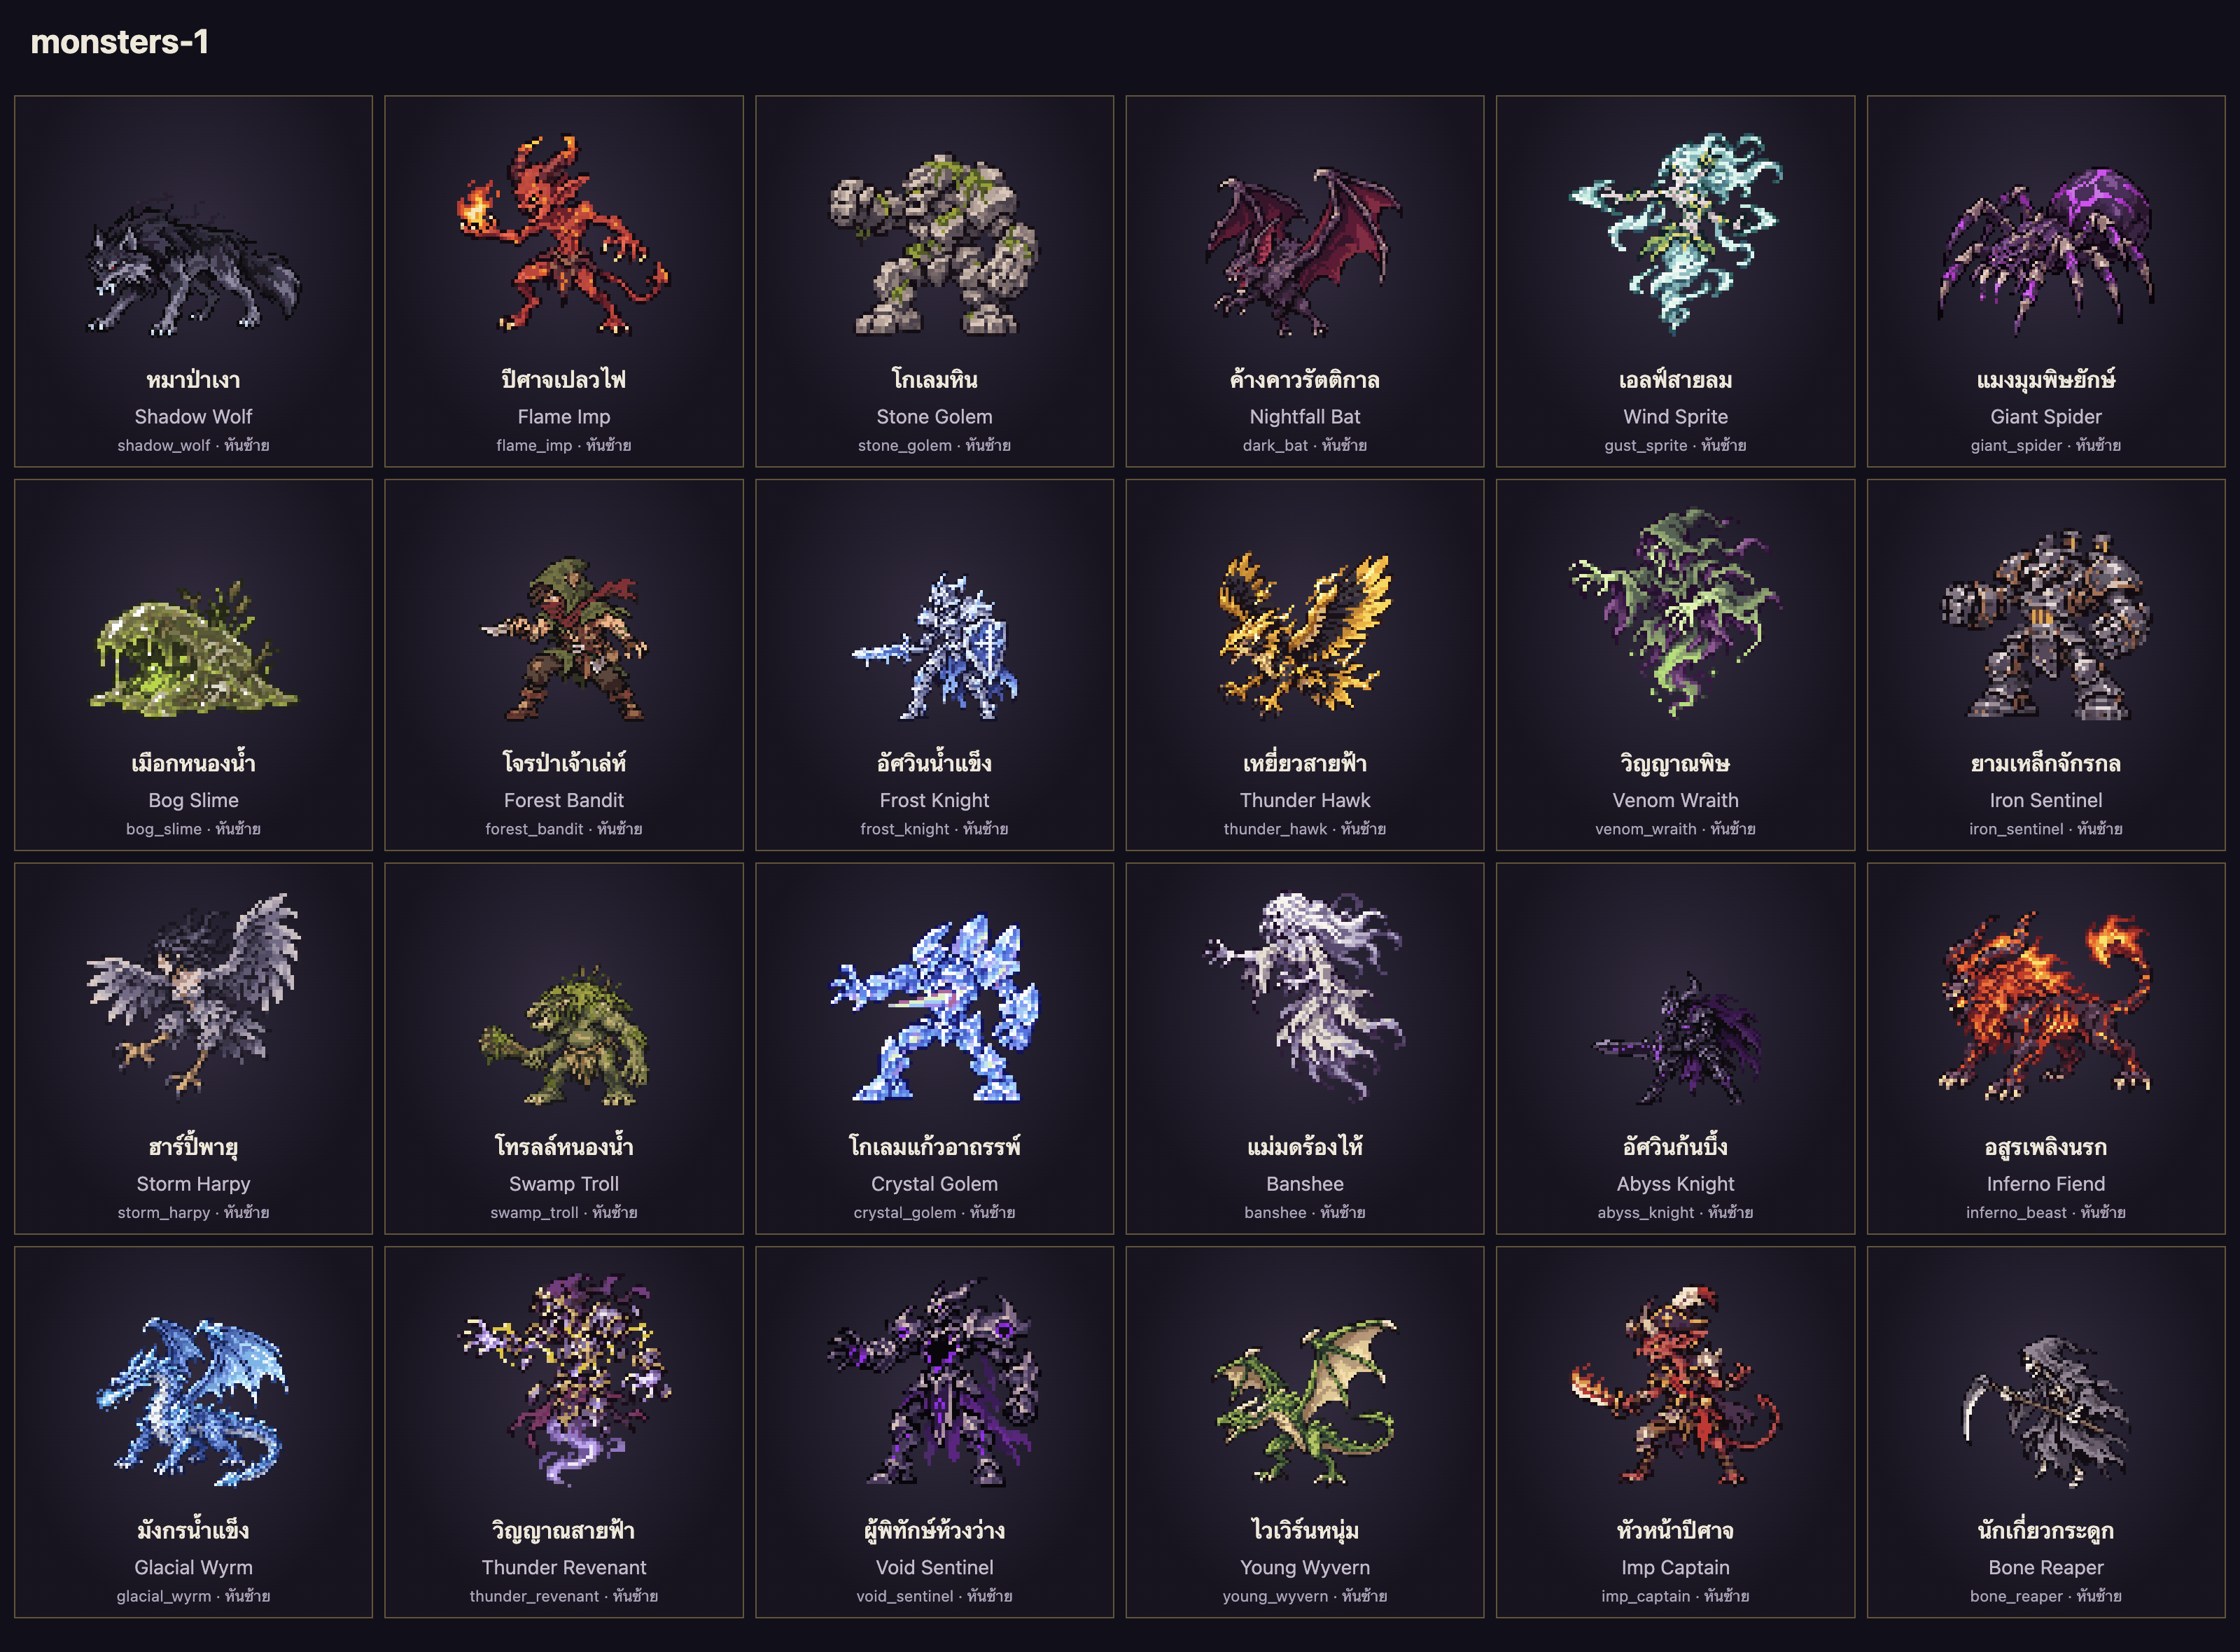 monsters-1
หมาป่าเงา
Shadow Wolf
shadow_wolf · หันซ้าย
ปีศาจเปลวไฟ
Flame Imp
flame_imp · หันซ้าย
โกเลมหิน
Stone Golem
stone_golem · หันซ้าย
ค้างคาวรัตติกาล
Nightfall Bat
dark_bat · หันซ้าย
เอลฟ์สายลม
Wind Sprite
gust_sprite · หันซ้าย
แมงมุมพิษยักษ์
Giant Spider
giant_spider · หันซ้าย
เมือกหนองน้ำ
Bog Slime
bog_slime · หันซ้าย
โจรป่าเจ้าเล่ห์
Forest Bandit
forest_bandit · หันซ้าย
อัศวินน้ำแข็ง
Frost Knight
frost_knight · หันซ้าย
เหยี่ยวสายฟ้า
Thunder Hawk
thunder_hawk · หันซ้าย
วิญญาณพิษ
Venom Wraith
venom_wraith · หันซ้าย
ยามเหล็กจักรกล
Iron Sentinel
iron_sentinel · หันซ้าย
ฮาร์ปี้พายุ
Storm Harpy
storm_harpy · หันซ้าย
โทรลล์หนองน้ำ
Swamp Troll
swamp_troll · หันซ้าย
โกเลมแก้วอาถรรพ์
Crystal Golem
crystal_golem · หันซ้าย
แม่มดร้องไห้
Banshee
banshee · หันซ้าย
อัศวินก้นบึ้ง
Abyss Knight
abyss_knight · หันซ้าย
อสูรเพลิงนรก
Inferno Fiend
inferno_beast · หันซ้าย
มังกรน้ำแข็ง
Glacial Wyrm
glacial_wyrm · หันซ้าย
วิญญาณสายฟ้า
Thunder Revenant
thunder_revenant · หันซ้าย
ผู้พิทักษ์ห้วงว่าง
Void Sentinel
void_sentinel · หันซ้าย
ไวเวิร์นหนุ่ม
Young Wyvern
young_wyvern · หันซ้าย
หัวหน้าปีศาจ
Imp Captain
imp_captain · หันซ้าย
นักเกี่ยวกระดูก
Bone Reaper
bone_reaper · หันซ้าย